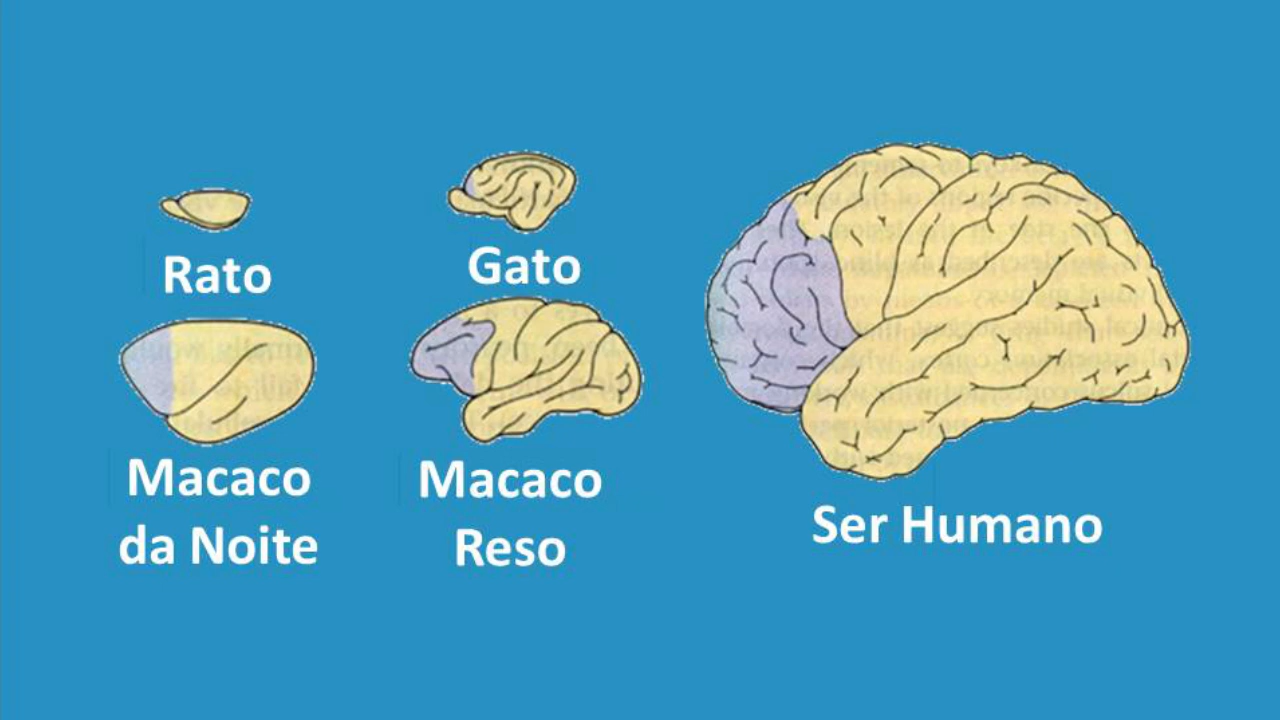 Rato
Gato
Macaco
da Noite
Macaco
Reso
Ser Humano